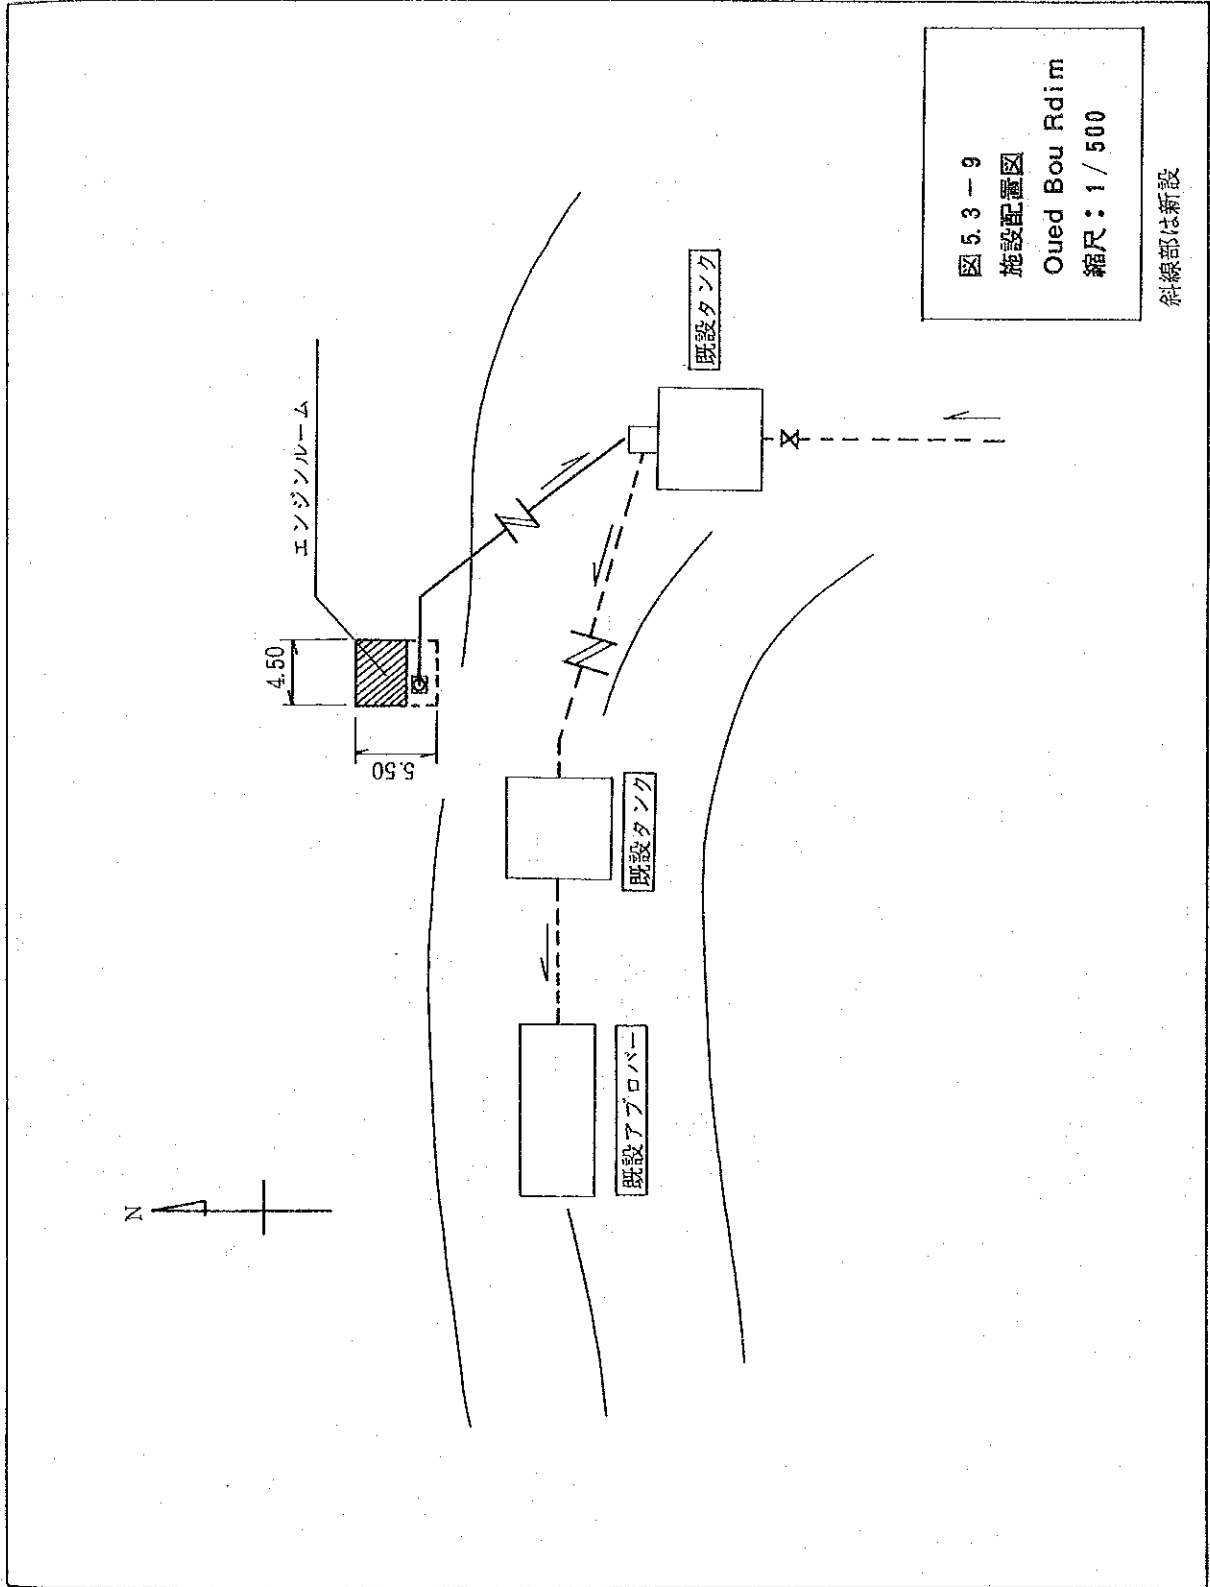 N
エンジンルーム
4.50
5.50
既設タンク
既設タンク
既設アブロバー
図5.3－9
施設配置図
Oued Bou Rdim
縮尺：1/500
斜線部は新設